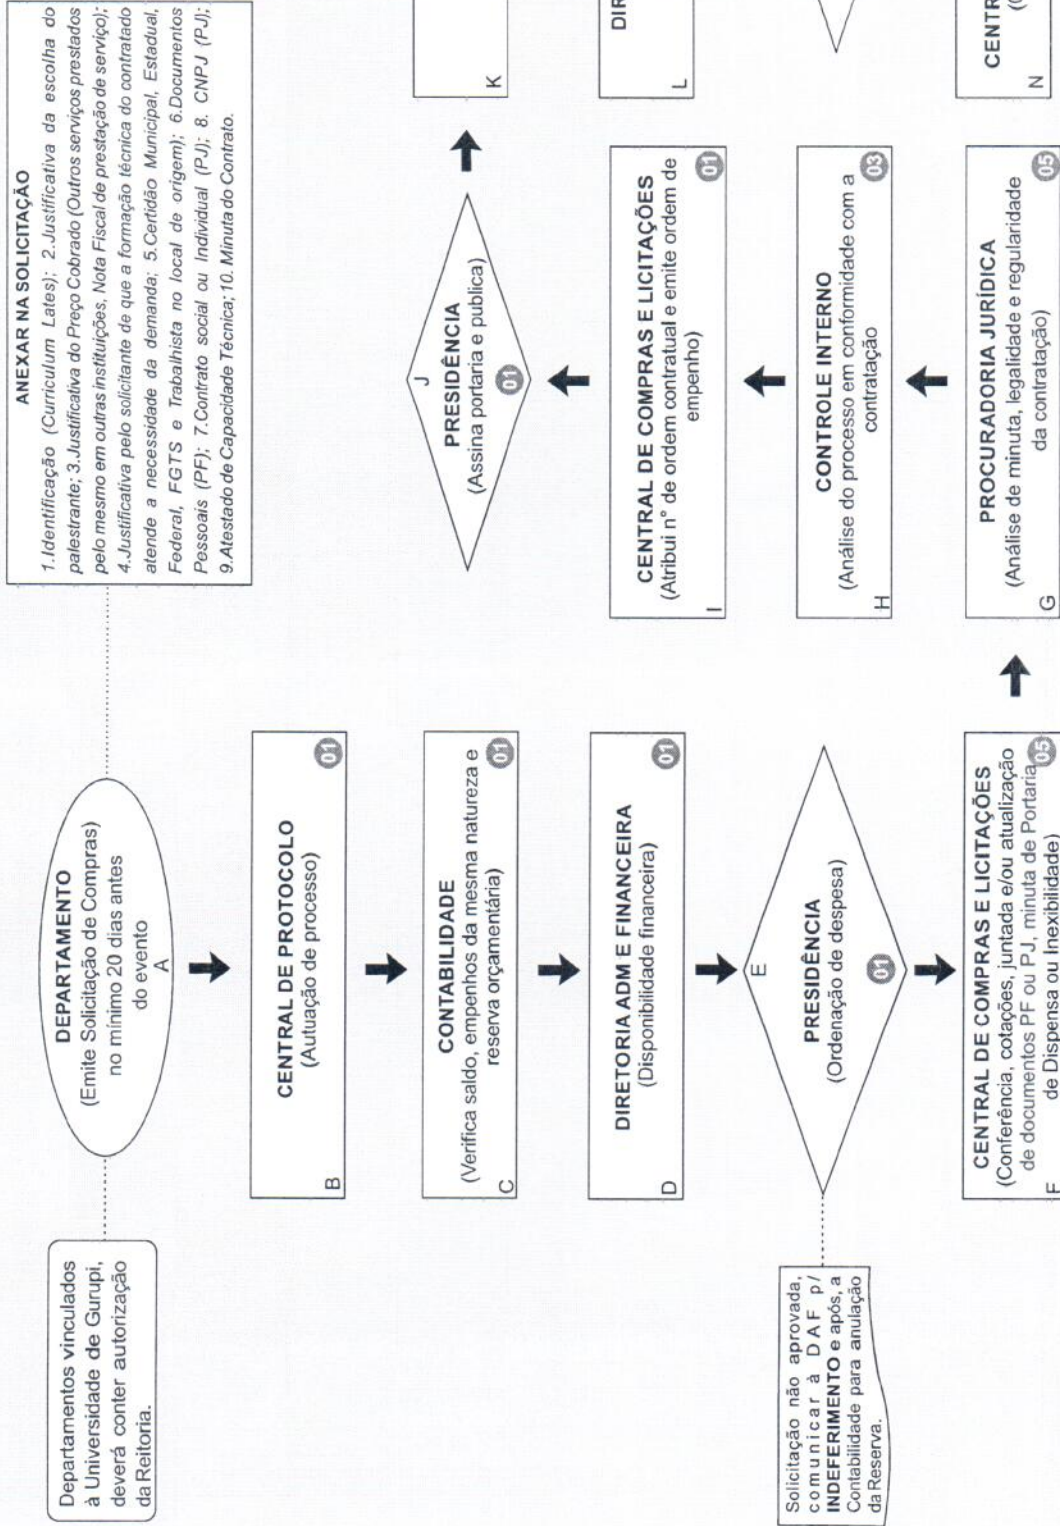 Departamentos vinculados
à Universidade de Gurupi,
deverá conter autorização
da Reitoria.
DEPARTAMENTO
(Emite Solicitação de Compras)
no mínimo 20 dias antes
do evento
A
ANEXAR NA SOLICITAÇÃO
1.Identificação (Curriculum Lates); 2.Justificativa da escolha do
palestrante; 3.Justificativa do Preço Cobrado (Outros serviços prestados
pelo mesmo em outras instituições, Nota Fiscal de prestação de serviço);
4.Justificativa pelo solicitante de que a formação técnica do contratado
atende a necessidade da demanda; 5.Certidão Municipal, Estadual,
Federal, FGTS e Trabalhista no local de origem); 6.Documentos
Pessoais (PF); 7.Contrato social ou Individual (PJ); 8. CNPJ (PJ);
9.Atestado de Capacidade Técnica; 10. Minuta do Contrato.
CENTRAL DE PROTOCOLO
(Autuação de processo)
B
01
CONTABILIDADE
(Verifica saldo, empenhos da mesma natureza e
reserva orçamentária)
C
01
DIRETORIA ADM E FINANCEIRA
(Disponibilidade financeira)
D
01
E
PRESIDÊNCIA
(Ordenação de despesa)
01
Solicitação não aprovada,
comunicar à DAF p/
INDEFERIMENTO e após, a
Contabilidade para anulação
da Reserva.
CENTRAL DE COMPRAS E LICITAÇÕES
(Conferência, cotações, juntada e/ou atualização
de documentos PF ou PJ, minuta de Portaria
de Dispensa ou Inexibilidade)
F
05
PROCURADORIA JURÍDICA
(Análise de minuta, legalidade e regularidade
da contratação)
G
05
CONTROLE INTERNO
(Análise do processo em conformidade com a
contratação
H
03
CENTRAL DE COMPRAS E LICITAÇÕES
(Atribui n° de ordem contratual e emite ordem de
empenho)
I
01
J
PRESIDÊNCIA
(Assina portaria e publica)
01
K
DIR
L
CENTR
(
N